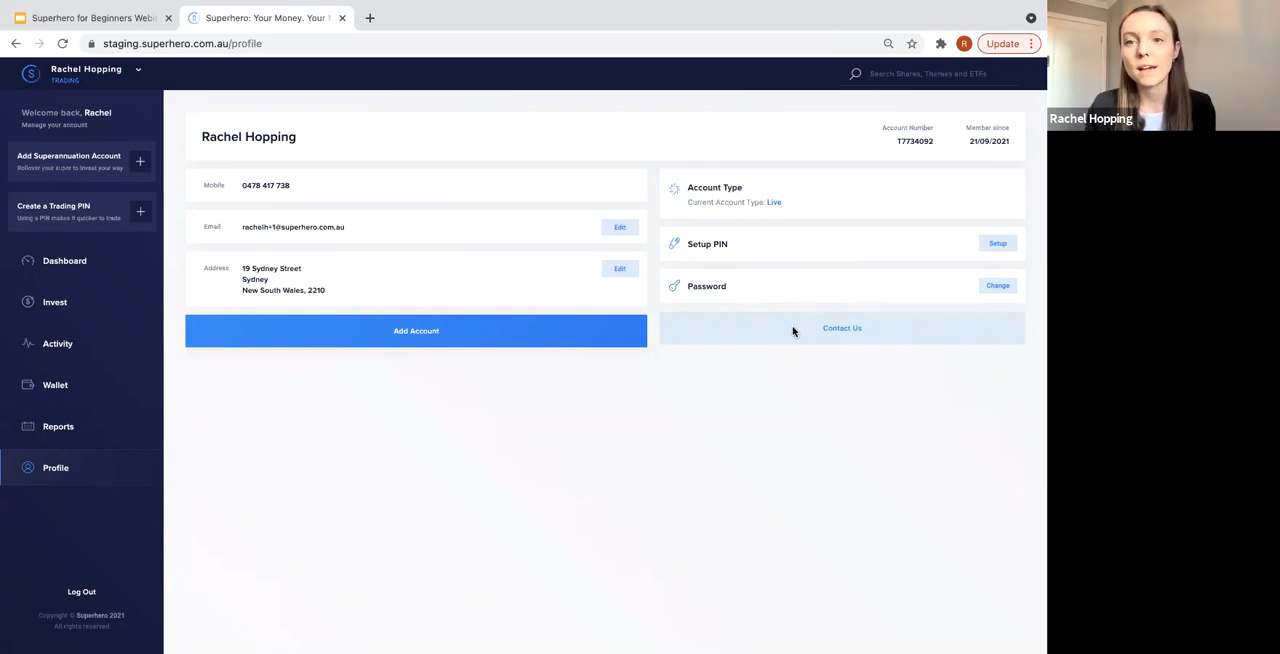 Superhero for Beginners Webi
Superhero: Your Money. Your
staging.superhero.com.au/profile
R
Update
S
Rachel Hopping
TRADING
Search Shares, Themes and ETFs
Rachel Hopping
Welcome back, Rachel
Manage your account
Add Superannuation Account
Rollover your super to invest your way
Create a Trading PIN
Using a PIN makes it quicker to trade
Dashboard
Invest
Activity
Wallet
Reports
Profile
Log Out
Copyright © Superhero 2021
All rights reserved
Rachel Hopping
Account Number
T7734092
Member since
21/09/2021
Mobile 0478 417 738
Email rachelh+1@superhero.com.au Edit
Address 19 Sydney Street Edit
Sydney
New South Wales, 2210
Add Account
Account Type
Current Account Type: Live
Setup PIN Setup
Password Change
Contact Us